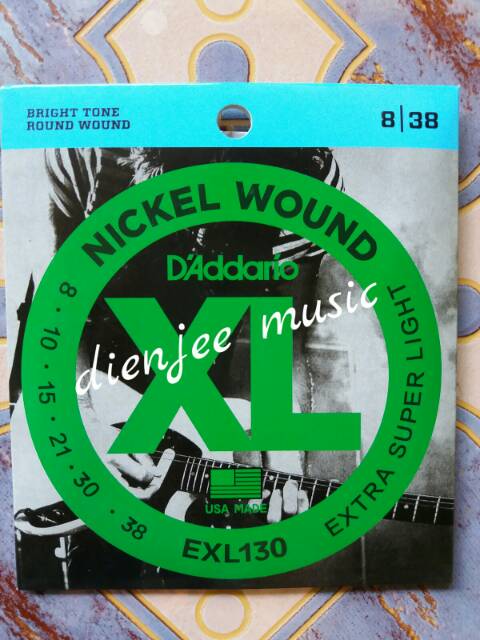 BRIGHT TONE
ROUND WOUND
8|38
NICKEL WOUND
D'Addario
XL
dienjee music
8 · 10 · 15 · 21 · 30 · 38
EXTRA SUPER LIGHT
USA MADE
EXL130